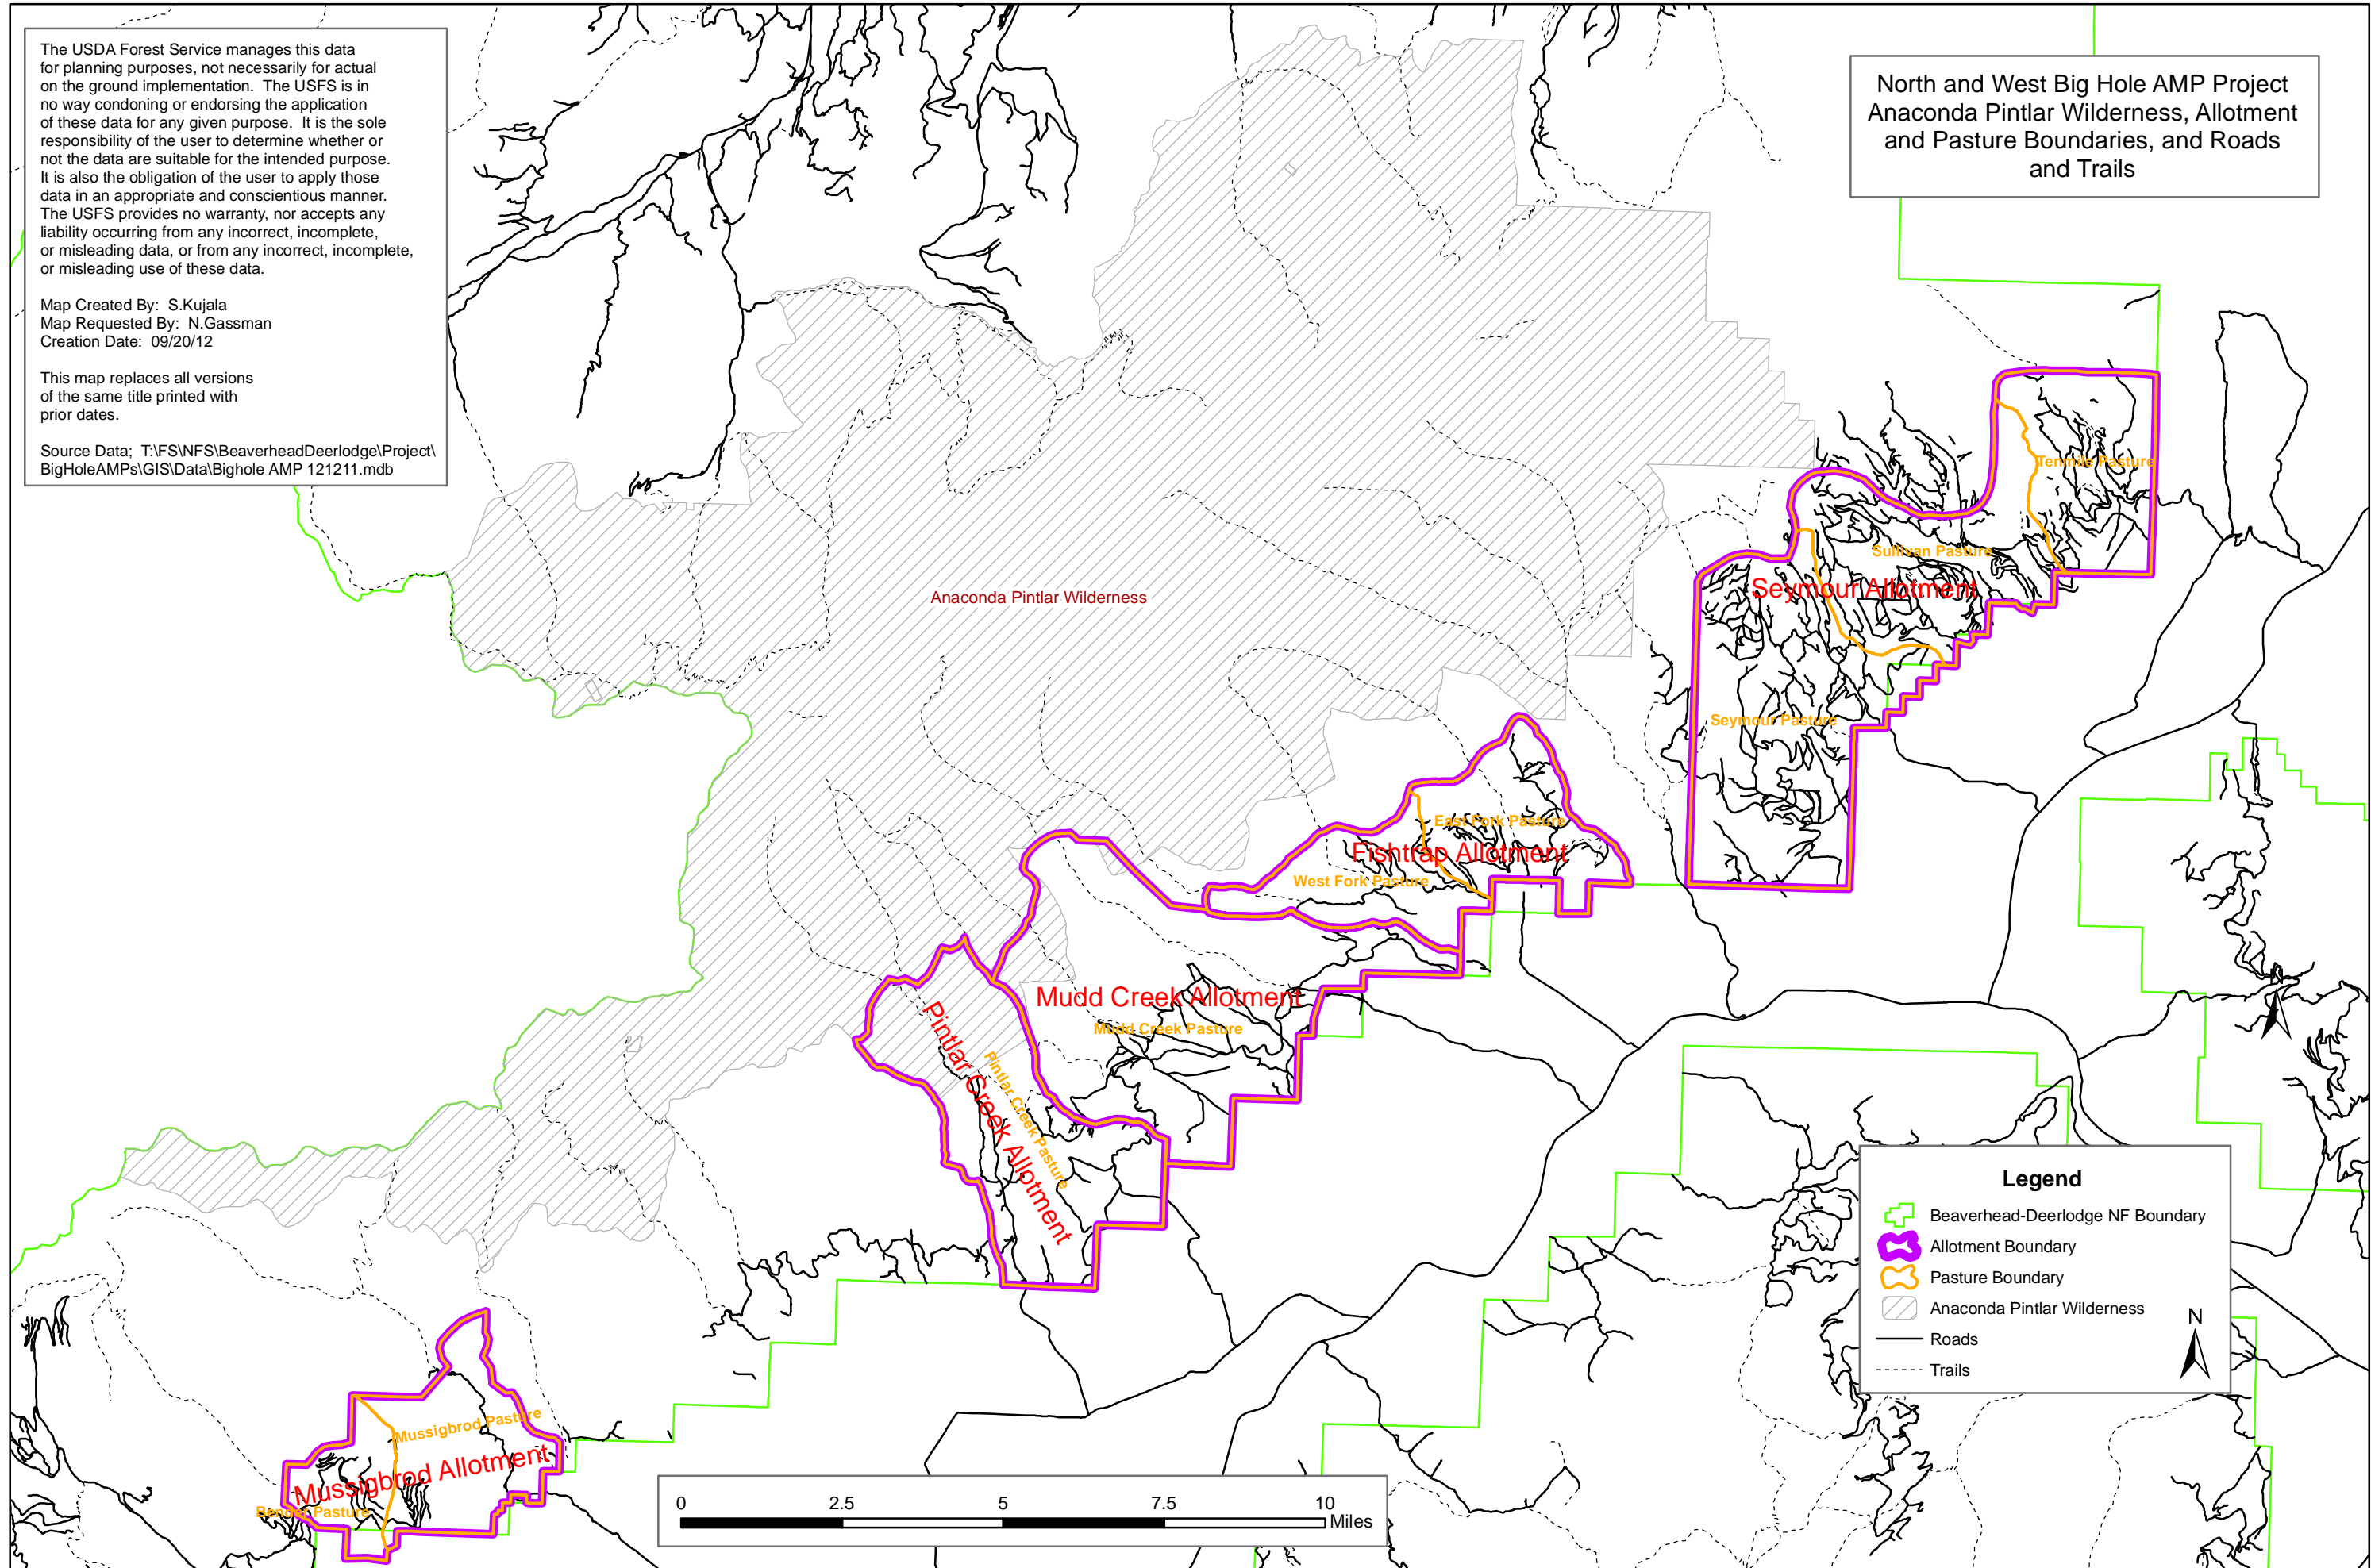 The USDA Forest Service manages this data
for planning purposes, not necessarily for actual
on the ground implementation.  The USFS is in
no way condoning or endorsing the application
of these data for any given purpose.  It is the sole
responsibility of the user to determine whether or
not the data are suitable for the intended purpose.
It is also the obligation of the user to apply those
data in an appropriate and conscientious manner.
The USFS provides no warranty, nor accepts any
liability occurring from any incorrect, incomplete,
or misleading data, or from any incorrect, incomplete,
or misleading use of these data.
Map Created By:  S.Kujala
Map Requested By:  N.Gassman
Creation Date:  09/20/12
This map replaces all versions
of the same title printed with
prior dates.
Source Data;  T:\FS\NFS\BeaverheadDeerlodge\Project\
BigHoleAMPs\GIS\Data\Bighole AMP 121211.mdb
North and West Big Hole AMP Project
Anaconda Pintlar Wilderness, Allotment
and Pasture Boundaries, and Roads
and Trails
Tenmile Pasture
Sullivan Pasture
Seymour Allotment
Anaconda Pintlar Wilderness
Seymour Pasture
East Fork Pasture
Fishtrap Allotment
West Fork Pasture
Mudd Creek Allotment
Mudd Creek Pasture
Pintlar Creek Allotment
Pintlar Creek Pasture
Mussigbrod Pasture
Mussigbrod Allotment
Bender Pasture
Legend
Beaverhead-Deerlodge NF Boundary
Allotment Boundary
Pasture Boundary
Anaconda Pintlar Wilderness
Roads
Trails
N
0 2.5 5 7.5 10
Miles